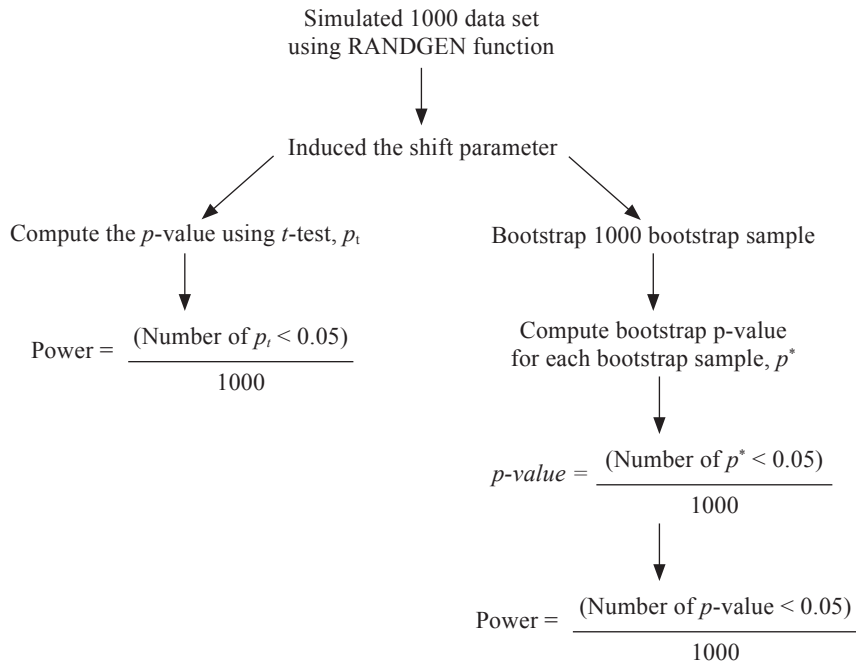 Simulated 1000 data set
using RANDGEN function
Induced the shift parameter
Compute the p-value using t-test, pt
Power = (Number of pt < 0.05)
1000
Bootstrap 1000 bootstrap sample
Compute bootstrap p-value
for each bootstrap sample, p*
p-value = (Number of p* < 0.05)
1000
Power = (Number of p-value < 0.05)
1000